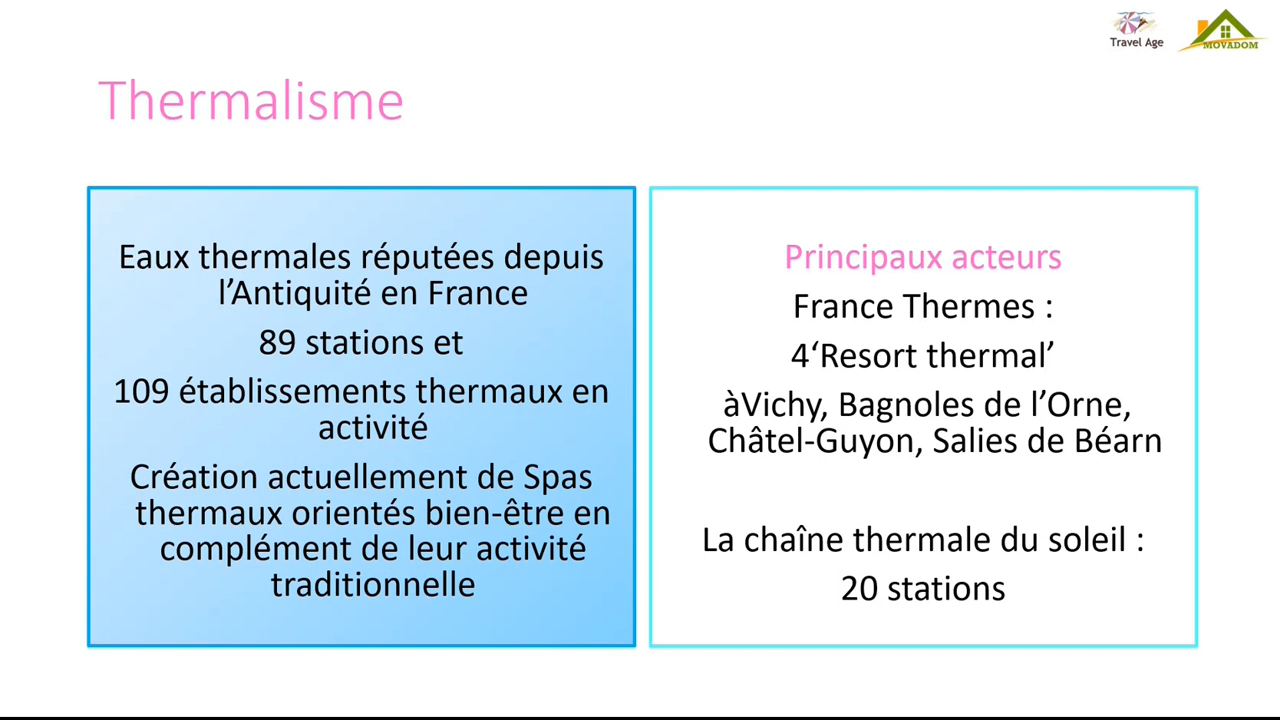 Travel Age
MOVADOM
Thermalisme
Eaux thermales réputées depuis
l’Antiquité en France
89 stations et
109 établissements thermaux en
activité
Création actuellement de Spas
thermaux orientés bien-être en
complément de leur activité
traditionnelle
Principaux acteurs
France Thermes :
4‘Resort thermal’
àVichy, Bagnoles de l’Orne,
Châtel-Guyon, Salies de Béarn
La chaîne thermale du soleil :
20 stations